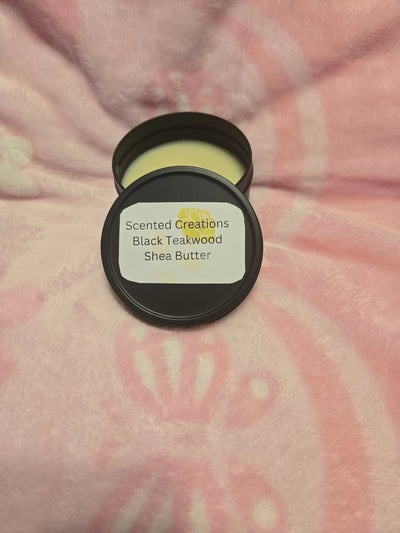 Scented Creations
Black Teakwood
Shea Butter